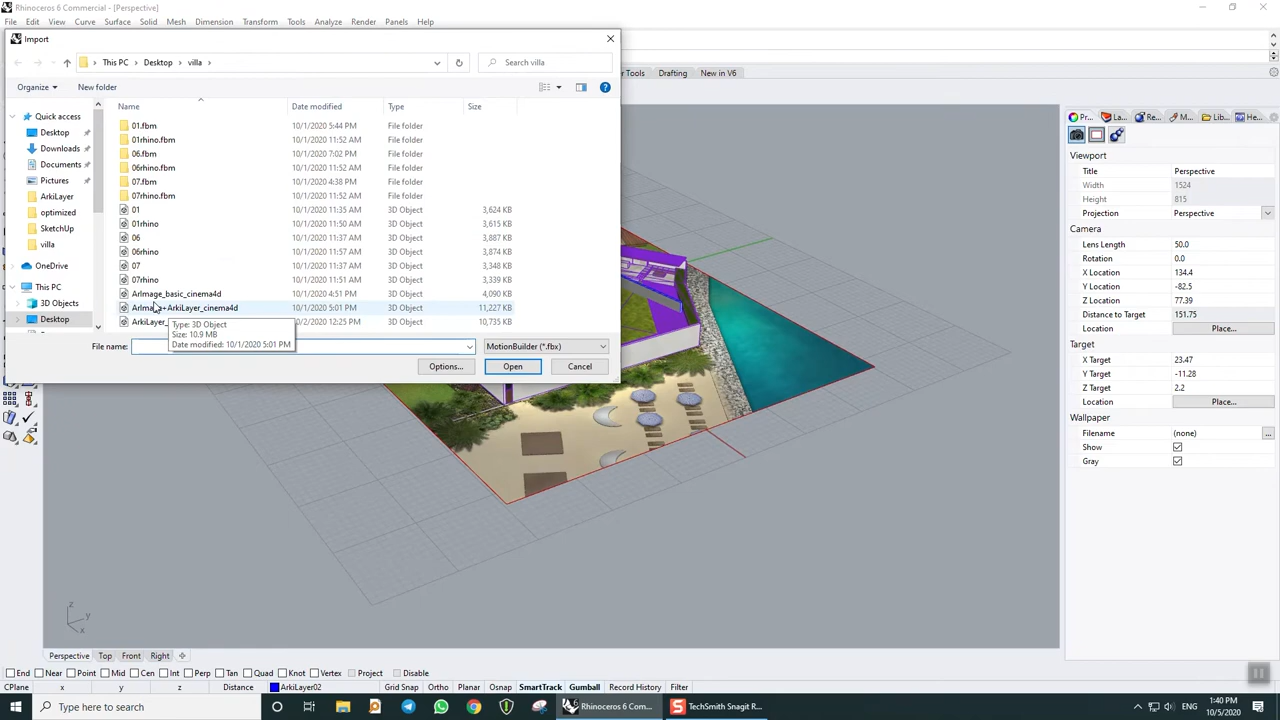 Rhinoceros 6 Commercial - [Perspective]
File Edit View Curve Surface Solid Mesh Dimension Transform Tools Analyze Render Panels Help
Import
This PC > Desktop > villa >
Search villa
Organize New folder
r Tools Drafting New in V6
Name Date modified Type Size
Quick access
Desktop
Downloads
Documents
Pictures
ArkiLayer
optimized
SketchUp
villa
OneDrive
This PC
3D Objects
Desktop
01.fbm 10/1/2020 5:44 PM File folder
01rhino.fbm 10/1/2020 11:52 AM File folder
06.fbm 10/1/2020 7:02 PM File folder
06rhino.fbm 10/1/2020 11:52 AM File folder
07.fbm 10/1/2020 4:38 PM File folder
07rhino.fbm 10/1/2020 11:52 AM File folder
01 10/1/2020 11:35 AM 3D Object 3,624 KB
01rhino 10/1/2020 11:50 AM 3D Object 3,615 KB
06 10/1/2020 11:37 AM 3D Object 3,887 KB
06rhino 10/1/2020 11:57 AM 3D Object 3,874 KB
07 10/1/2020 11:37 AM 3D Object 3,348 KB
07rhino 10/1/2020 11:51 AM 3D Object 3,339 KB
ArImage_basic_cinema4d 10/1/2020 4:51 PM 3D Object 4,090 KB
ArImage+ArkiLayer_cinema4d 10/1/2020 5:01 PM 3D Object 11,227 KB
ArkiLayer_ 10/2/2020 12:25 PM 3D Object 10,735 KB
Type: 3D Object
Size: 10.9 MB
Date modified: 10/1/2020 5:01 PM
File name: MotionBuilder (*.fbx)
Options... Open Cancel
Pr... La... Re... M... Lib... He...
Viewport
Title Perspective
Width 1524
Height 815
Projection Perspective
Camera
Lens Length 50.0
Rotation 0.0
X Location 134.4
Y Location -82.5
Z Location 77.39
Distance to Target 151.75
Location Place...
Target
X Target 23.47
Y Target -11.28
Z Target 2.2
Location Place...
Wallpaper
Filename (none) ...
Show
Gray
z
y
x
Perspective Top Front Right
End Near Point Mid Cen Int Perp Tan Quad Knot Vertex Project Disable
CPlane x y z Distance ArkiLayer02 Grid Snap Ortho Planar Osnap SmartTrack Gumball Record History Filter
Type here to search
Rhinoceros 6 Com...
TechSmith Snagit R...
ENG
1:40 PM
10/5/2020